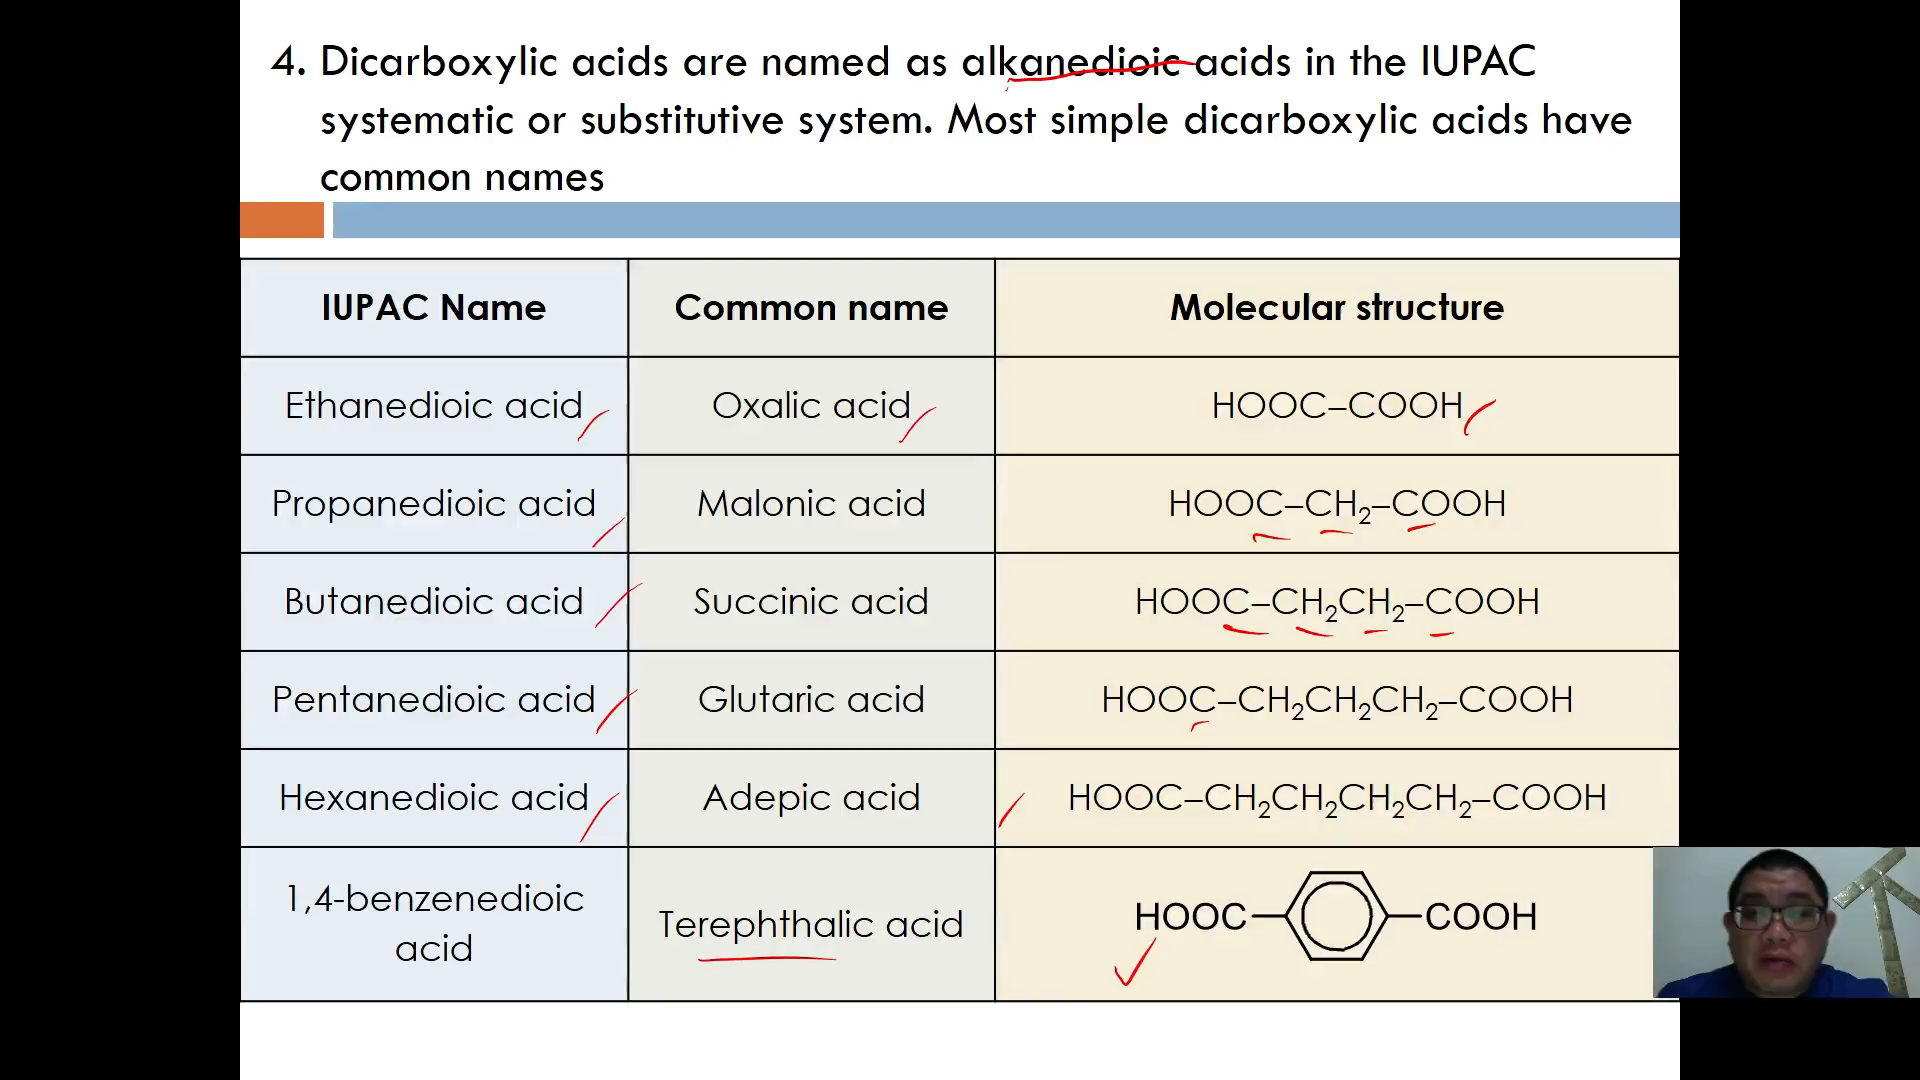 4. Dicarboxylic acids are named as alkanedioic acids in the IUPAC
systematic or substitutive system. Most simple dicarboxylic acids have
common names
IUPAC Name Common name Molecular structure
Ethanedioic acid Oxalic acid HOOC–COOH
Propanedioic acid Malonic acid HOOC–CH₂–COOH
Butanedioic acid Succinic acid HOOC–CH₂CH₂–COOH
Pentanedioic acid Glutaric acid HOOC–CH₂CH₂CH₂–COOH
Hexanedioic acid Adepic acid HOOC–CH₂CH₂CH₂CH₂–COOH
1,4-benzenedioic
acid
Terephthalic acid
HOOC COOH